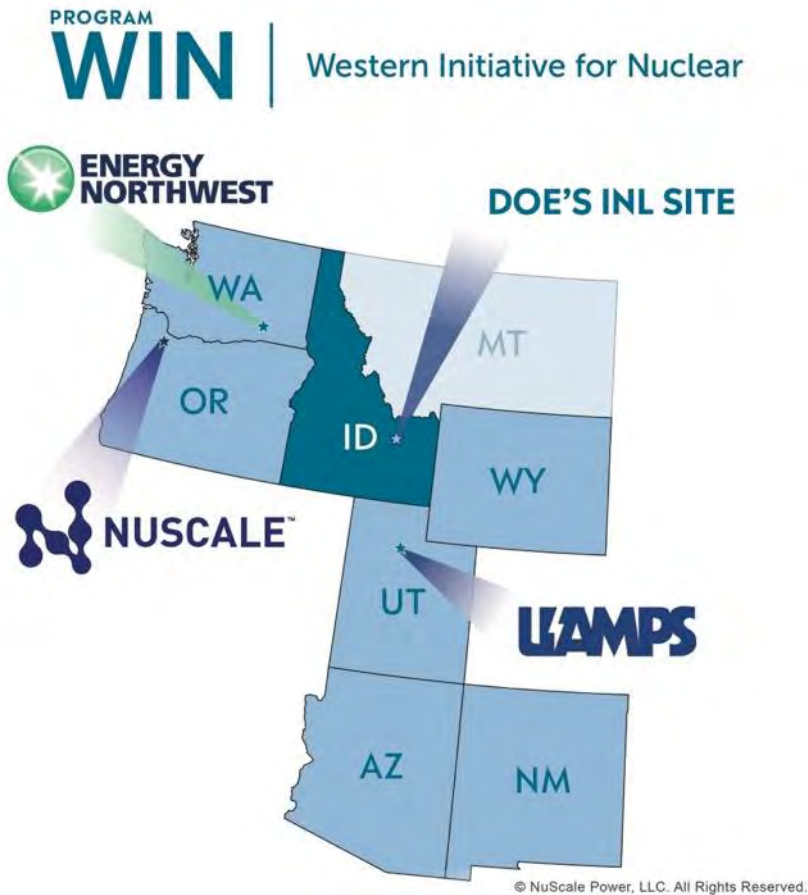 PROGRAM
WIN
Western Initiative for Nuclear
ENERGY
NORTHWEST
DOE'S INL SITE
WA
MT
OR
ID
WY
NUSCALE™
UT
UAMPS
AZ
NM
© NuScale Power, LLC. All Rights Reserved.